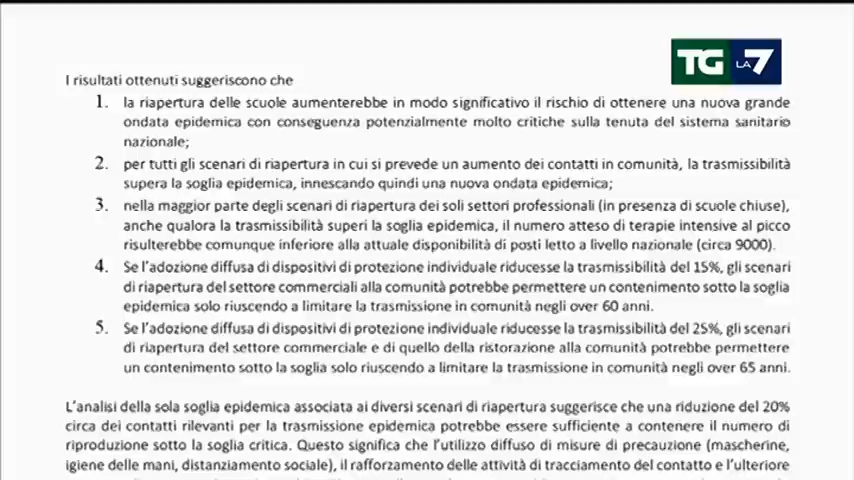 TG LA 7
I risultati ottenuti suggeriscono che
1. la riapertura delle scuole aumenterebbe in modo significativo il rischio di ottenere una nuova grande
ondata epidemica con conseguenza potenzialmente molto critiche sulla tenuta del sistema sanitario
nazionale;
2. per tutti gli scenari di riapertura in cui si prevede un aumento dei contatti in comunità, la trasmissibilità
supera la soglia epidemica, innescando quindi una nuova ondata epidemica;
3. nella maggior parte degli scenari di riapertura dei soli settori professionali (in presenza di scuole chiuse),
anche qualora la trasmissibilità superi la soglia epidemica, il numero atteso di terapie intensive al picco
risulterebbe comunque inferiore alla attuale disponibilità di posti letto a livello nazionale (circa 9000).
4. Se l'adozione diffusa di dispositivi di protezione individuale riducesse la trasmissibilità del 15%, gli scenari
di riapertura del settore commerciali alla comunità potrebbe permettere un contenimento sotto la soglia
epidemica solo riuscendo a limitare la trasmissione in comunità negli over 60 anni.
5. Se l'adozione diffusa di dispositivi di protezione individuale riducesse la trasmissibilità del 25%, gli scenari
di riapertura del settore commerciale e di quello della ristorazione alla comunità potrebbe permettere
un contenimento sotto la soglia solo riuscendo a limitare la trasmissione in comunità negli over 65 anni.
L'analisi della sola soglia epidemica associata ai diversi scenari di riapertura suggerisce che una riduzione del 20%
circa dei contatti rilevanti per la trasmissione epidemica potrebbe essere sufficiente a contenere il numero di
riproduzione sotto la soglia critica. Questo significa che l'utilizzo diffuso di misure di precauzione (mascherine,
igiene delle mani, distanziamento sociale), il rafforzamento delle attività di tracciamento del contatto e l'ulteriore